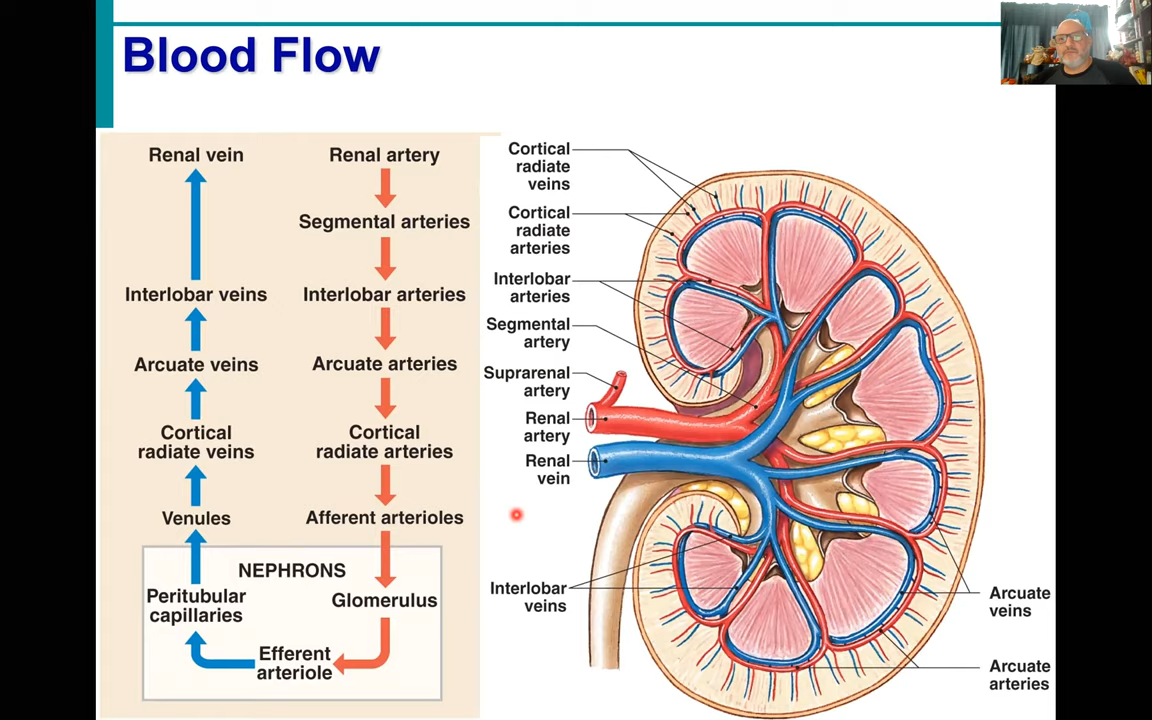 Blood Flow
Renal vein
Interlobar veins
Arcuate veins
Cortical
radiate veins
Venules
Peritubular
capillaries
Renal artery
Segmental arteries
Interlobar arteries
Arcuate arteries
Cortical
radiate arteries
Afferent arterioles
NEPHRONS
Glomerulus
Efferent
arteriole
Cortical
radiate
veins
Cortical
radiate
arteries
Interlobar
arteries
Segmental
artery
Suprarenal
artery
Renal
artery
Renal
vein
Interlobar
veins
Arcuate
veins
Arcuate
arteries